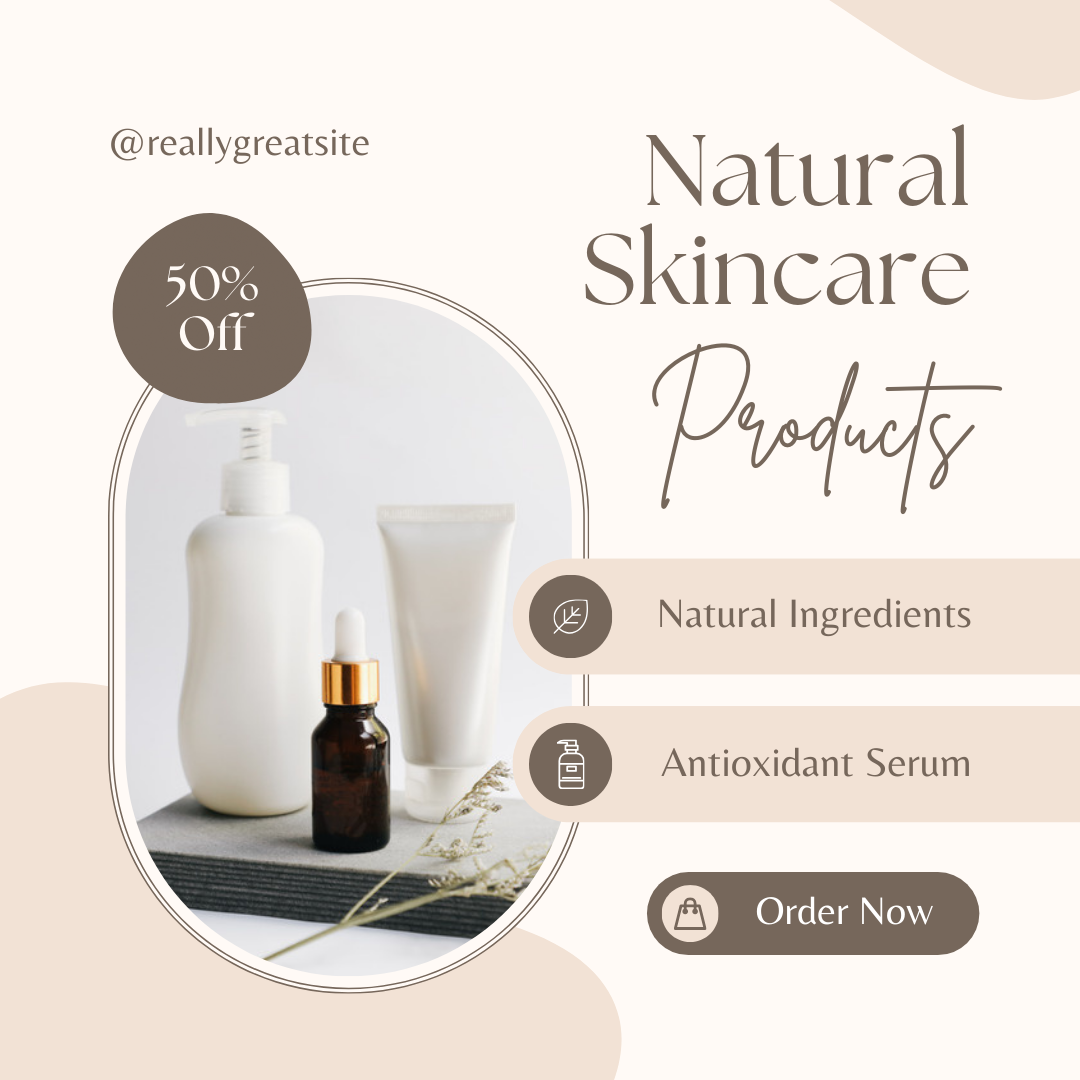 @reallygreatsite
50%
Off
Natural
Skincare
Products
Natural Ingredients
Antioxidant Serum
Order Now